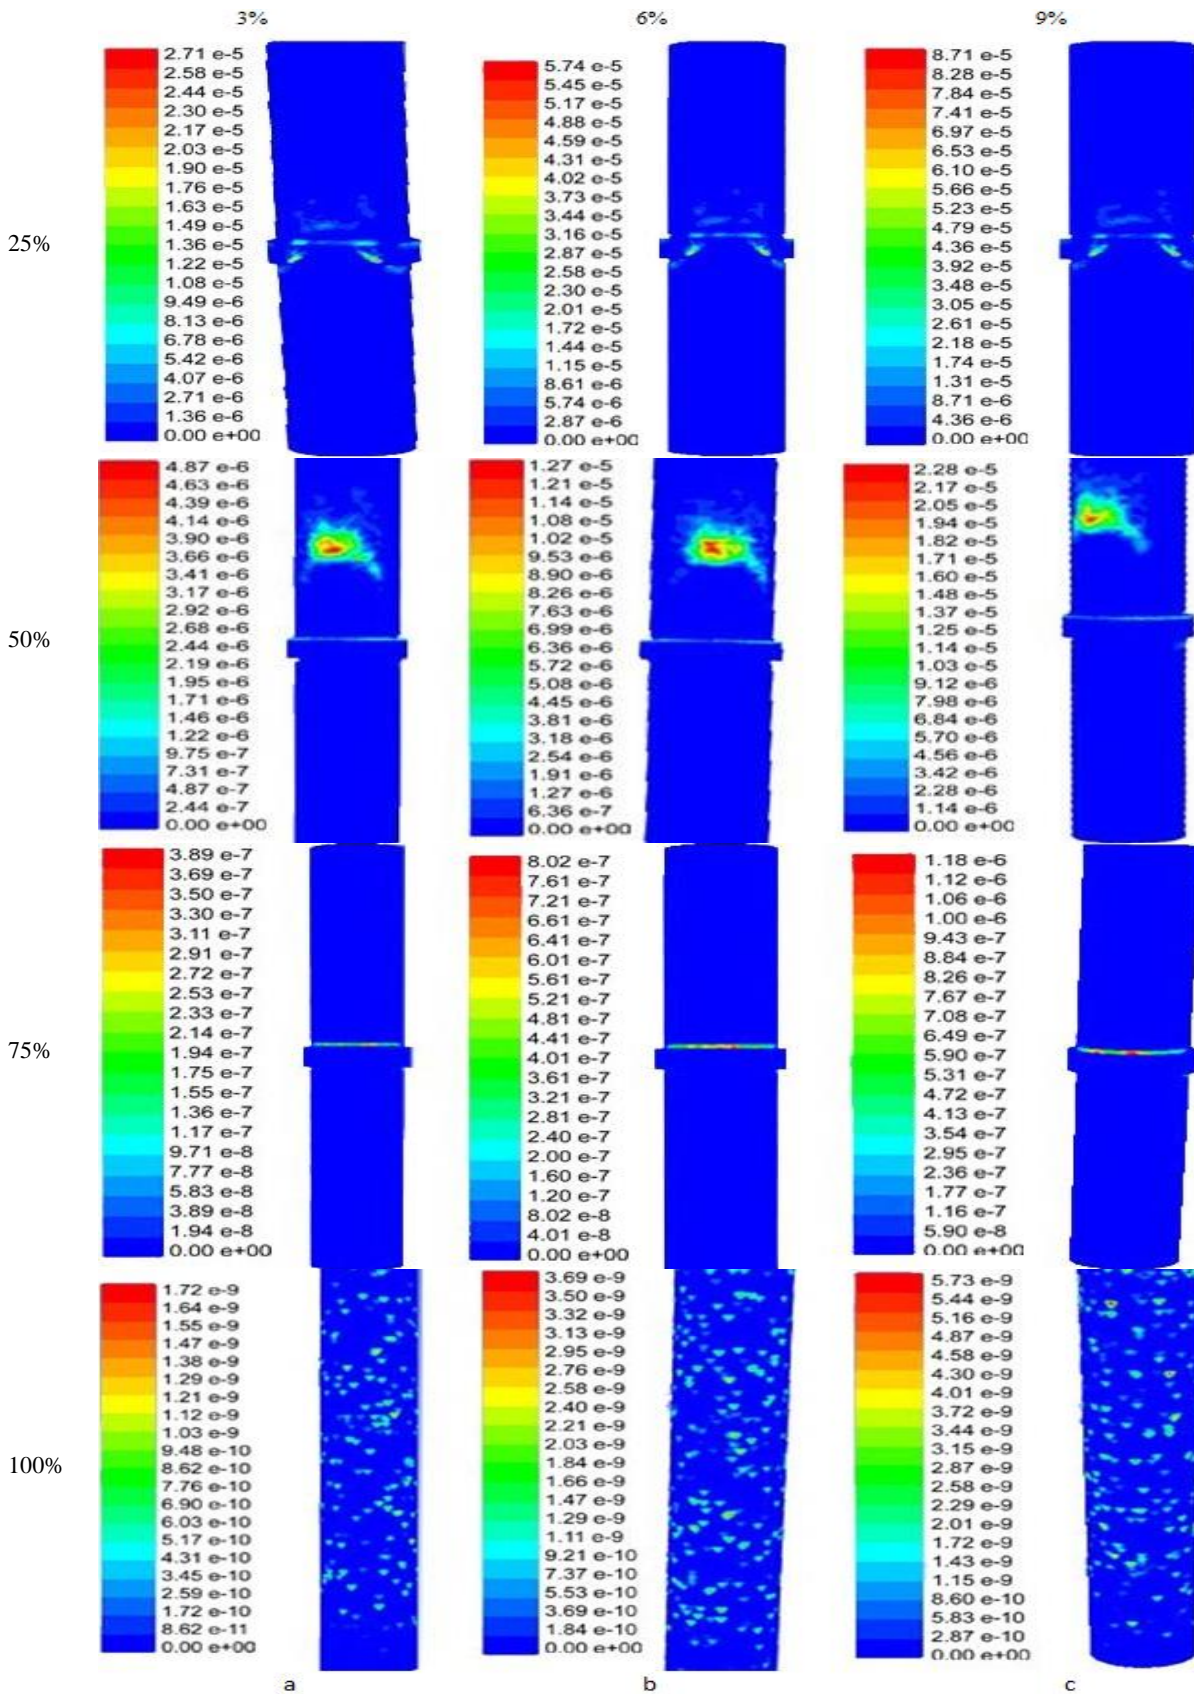 3%
6%
9%
25%
2.71 e-5
2.58 e-5
2.44 e-5
2.30 e-5
2.17 e-5
2.03 e-5
1.90 e-5
1.76 e-5
1.63 e-5
1.49 e-5
1.36 e-5
1.22 e-5
1.08 e-5
9.49 e-6
8.13 e-6
6.78 e-6
5.42 e-6
4.07 e-6
2.71 e-6
1.36 e-6
0.00 e+00
5.74 e-5
5.45 e-5
5.17 e-5
4.88 e-5
4.59 e-5
4.31 e-5
4.02 e-5
3.73 e-5
3.44 e-5
3.16 e-5
2.87 e-5
2.58 e-5
2.30 e-5
2.01 e-5
1.72 e-5
1.44 e-5
1.15 e-5
8.61 e-6
5.74 e-6
2.87 e-6
0.00 e+00
8.71 e-5
8.28 e-5
7.84 e-5
7.41 e-5
6.97 e-5
6.53 e-5
6.10 e-5
5.66 e-5
5.23 e-5
4.79 e-5
4.36 e-5
3.92 e-5
3.48 e-5
3.05 e-5
2.61 e-5
2.18 e-5
1.74 e-5
1.31 e-5
8.71 e-6
4.36 e-6
0.00 e+00
50%
4.87 e-6
4.63 e-6
4.39 e-6
4.14 e-6
3.90 e-6
3.66 e-6
3.41 e-6
3.17 e-6
2.92 e-6
2.68 e-6
2.44 e-6
2.19 e-6
1.95 e-6
1.71 e-6
1.46 e-6
1.22 e-6
9.75 e-7
7.31 e-7
4.87 e-7
2.44 e-7
0.00 e+00
1.27 e-5
1.21 e-5
1.14 e-5
1.08 e-5
1.02 e-5
9.53 e-6
8.90 e-6
8.26 e-6
7.63 e-6
6.99 e-6
6.36 e-6
5.72 e-6
5.08 e-6
4.45 e-6
3.81 e-6
3.18 e-6
2.54 e-6
1.91 e-6
1.27 e-6
6.36 e-7
0.00 e+00
2.28 e-5
2.17 e-5
2.05 e-5
1.94 e-5
1.82 e-5
1.71 e-5
1.60 e-5
1.48 e-5
1.37 e-5
1.25 e-5
1.14 e-5
1.03 e-5
9.12 e-6
7.98 e-6
6.84 e-6
5.70 e-6
4.56 e-6
3.42 e-6
2.28 e-6
1.14 e-6
0.00 e+00
75%
3.89 e-7
3.69 e-7
3.50 e-7
3.30 e-7
3.11 e-7
2.91 e-7
2.72 e-7
2.53 e-7
2.33 e-7
2.14 e-7
1.94 e-7
1.75 e-7
1.55 e-7
1.36 e-7
1.17 e-7
9.71 e-8
7.77 e-8
5.83 e-8
3.89 e-8
1.94 e-8
0.00 e+00
8.02 e-7
7.61 e-7
7.21 e-7
6.61 e-7
6.41 e-7
6.01 e-7
5.61 e-7
5.21 e-7
4.81 e-7
4.41 e-7
4.01 e-7
3.61 e-7
3.21 e-7
2.81 e-7
2.40 e-7
2.00 e-7
1.60 e-7
1.20 e-7
8.02 e-8
4.01 e-8
0.00 e+00
1.18 e-6
1.12 e-6
1.06 e-6
1.00 e-6
9.43 e-7
8.84 e-7
8.26 e-7
7.67 e-7
7.08 e-7
6.49 e-7
5.90 e-7
5.31 e-7
4.72 e-7
4.13 e-7
3.54 e-7
2.95 e-7
2.36 e-7
1.77 e-7
1.16 e-7
5.90 e-8
0.00 e+00
100%
1.72 e-9
1.64 e-9
1.55 e-9
1.47 e-9
1.38 e-9
1.29 e-9
1.21 e-9
1.12 e-9
1.03 e-9
9.48 e-10
8.62 e-10
7.76 e-10
6.90 e-10
6.03 e-10
5.17 e-10
4.31 e-10
3.45 e-10
2.59 e-10
1.72 e-10
8.62 e-11
0.00 e+00
3.69 e-9
3.50 e-9
3.32 e-9
3.13 e-9
2.95 e-9
2.76 e-9
2.58 e-9
2.40 e-9
2.21 e-9
2.03 e-9
1.84 e-9
1.66 e-9
1.47 e-9
1.29 e-9
1.11 e-9
9.21 e-10
7.37 e-10
5.53 e-10
3.69 e-10
1.84 e-10
0.00 e+00
5.73 e-9
5.44 e-9
5.16 e-9
4.87 e-9
4.58 e-9
4.30 e-9
4.01 e-9
3.72 e-9
3.44 e-9
3.15 e-9
2.87 e-9
2.58 e-9
2.29 e-9
2.01 e-9
1.72 e-9
1.43 e-9
1.15 e-9
8.60 e-10
5.83 e-10
2.87 e-10
0.00 e+00
a
b
c